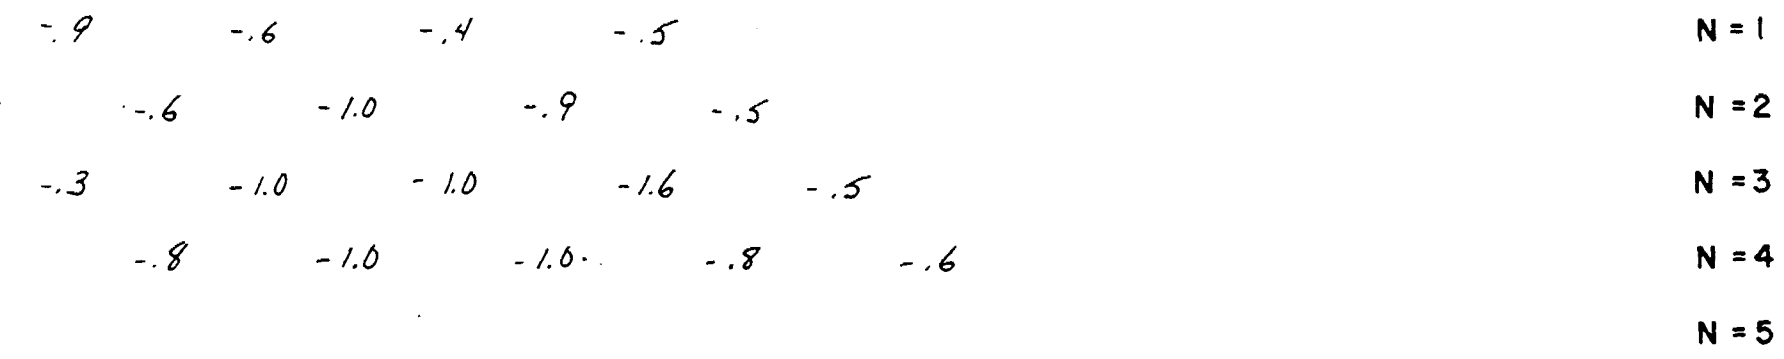 -.9 -.6 -.4 -.5 N = 1
-.6 -1.0 -.9 -.5 N = 2
-.3 -1.0 -1.0 -1.6 -.5 N = 3
-.8 -1.0 -1.0 -.8 -.6 N = 4
N = 5